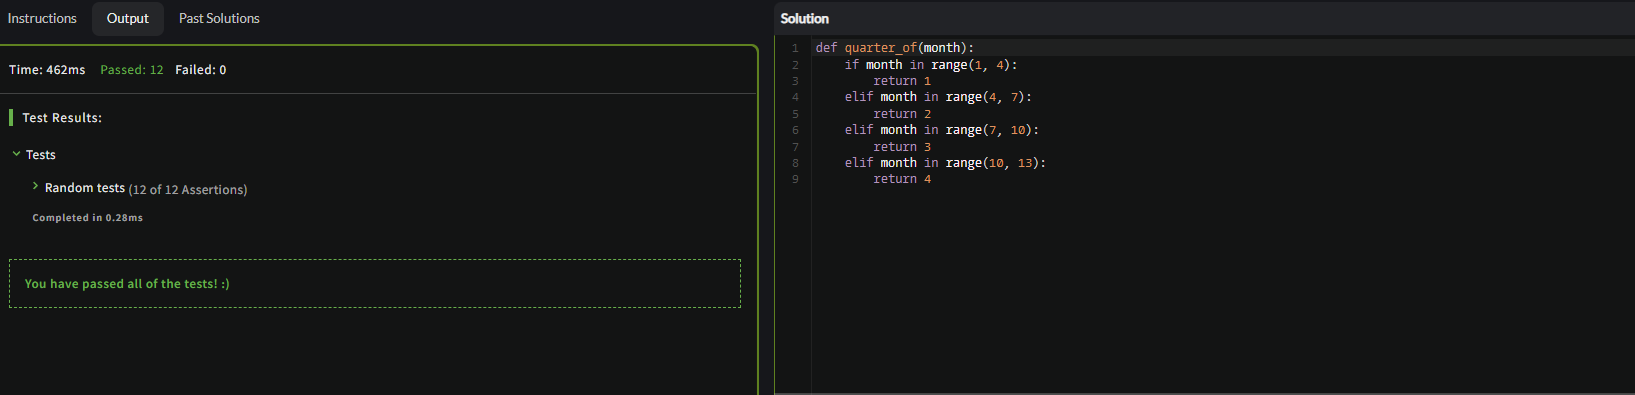 Instructions Output Past Solutions
Time: 462ms Passed: 12 Failed: 0
Test Results:
Tests
Random tests (12 of 12 Assertions)
Completed in 0.28ms
You have passed all of the tests! :)
Solution
1 def quarter_of(month):
2     if month in range(1, 4):
3         return 1
4     elif month in range(4, 7):
5         return 2
6     elif month in range(7, 10):
7         return 3
8     elif month in range(10, 13):
9         return 4